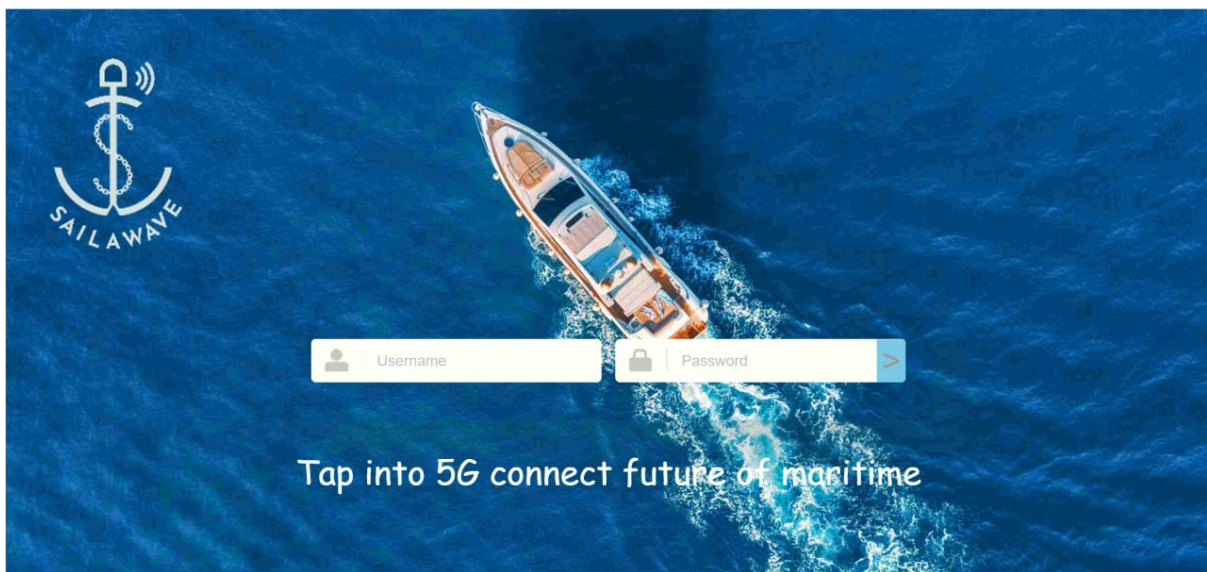 SAILAWAVE
Username
Password
>
Tap into 5G connect future of maritime